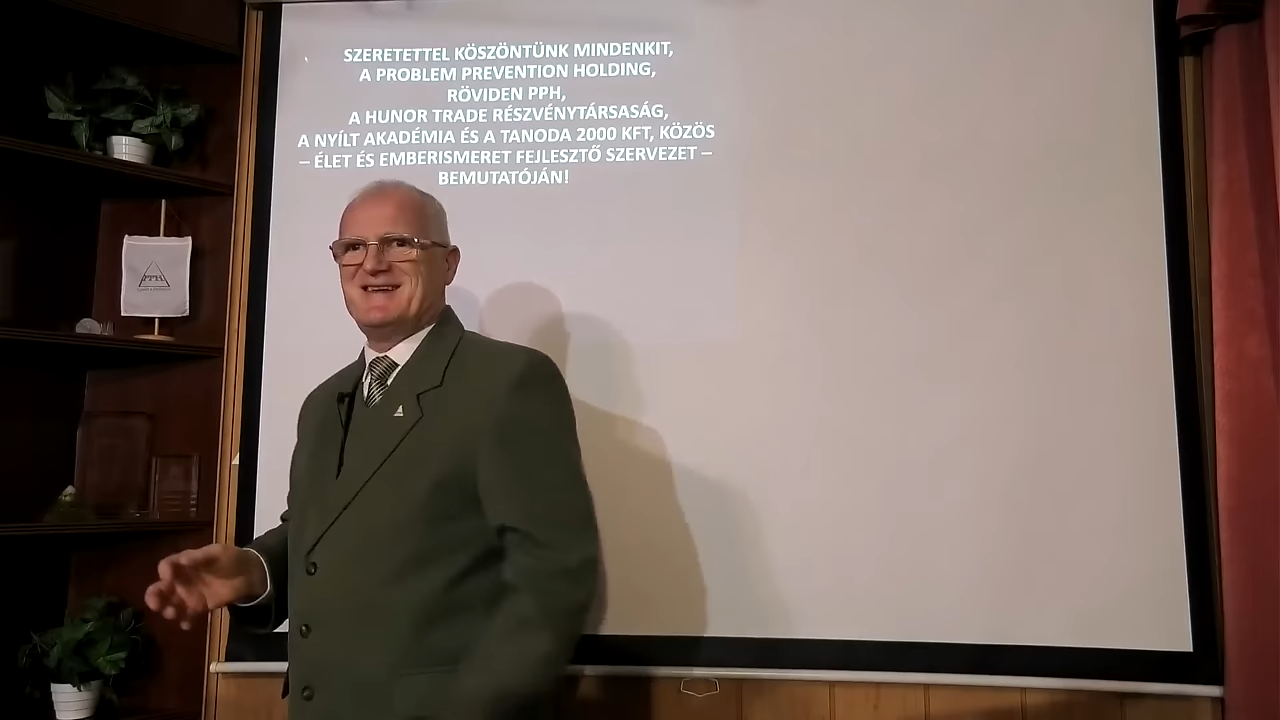 SZERETETTEL KÖSZÖNTÜNK MINDENKIT,
A PROBLEM PREVENTION HOLDING,
RÖVIDEN PPH,
A HUNOR TRADE RÉSZVÉNYTÁRSASÁG,
A NYÍLT AKADÉMIA ÉS A TANODA 2000 KFT, KÖZÖS
– ÉLET ÉS EMBERISMERET FEJLESZTŐ SZERVEZET –
BEMUTATÓJÁN!